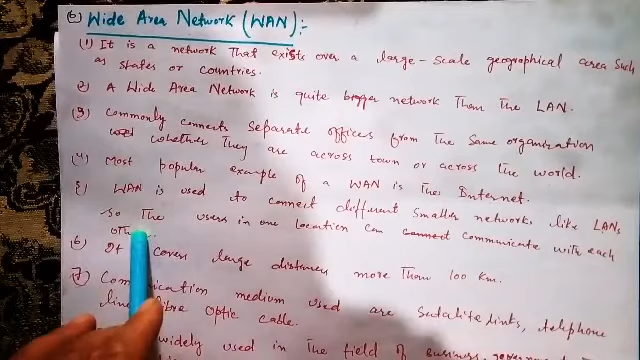 (6) Wide Area Network (WAN) :-
(1) It is a network that exists over a large-scale geographical area such
as states or countries.
2) A Wide Area Network is quite bigger network Than The LAN.
(3) Commonly connects separate offices from The same organization
whether They are across town or across The world.
(4) Most popular example of a WAN is The Internet.
(5) WAN is used to connect different smaller networks like LANs
so The users in one location can communicate with each
6) It covers large distances more Than 100 km.
(7) Communication medium used are satalite links, telephone
fibre optic cable.
widely used in The field of Business,